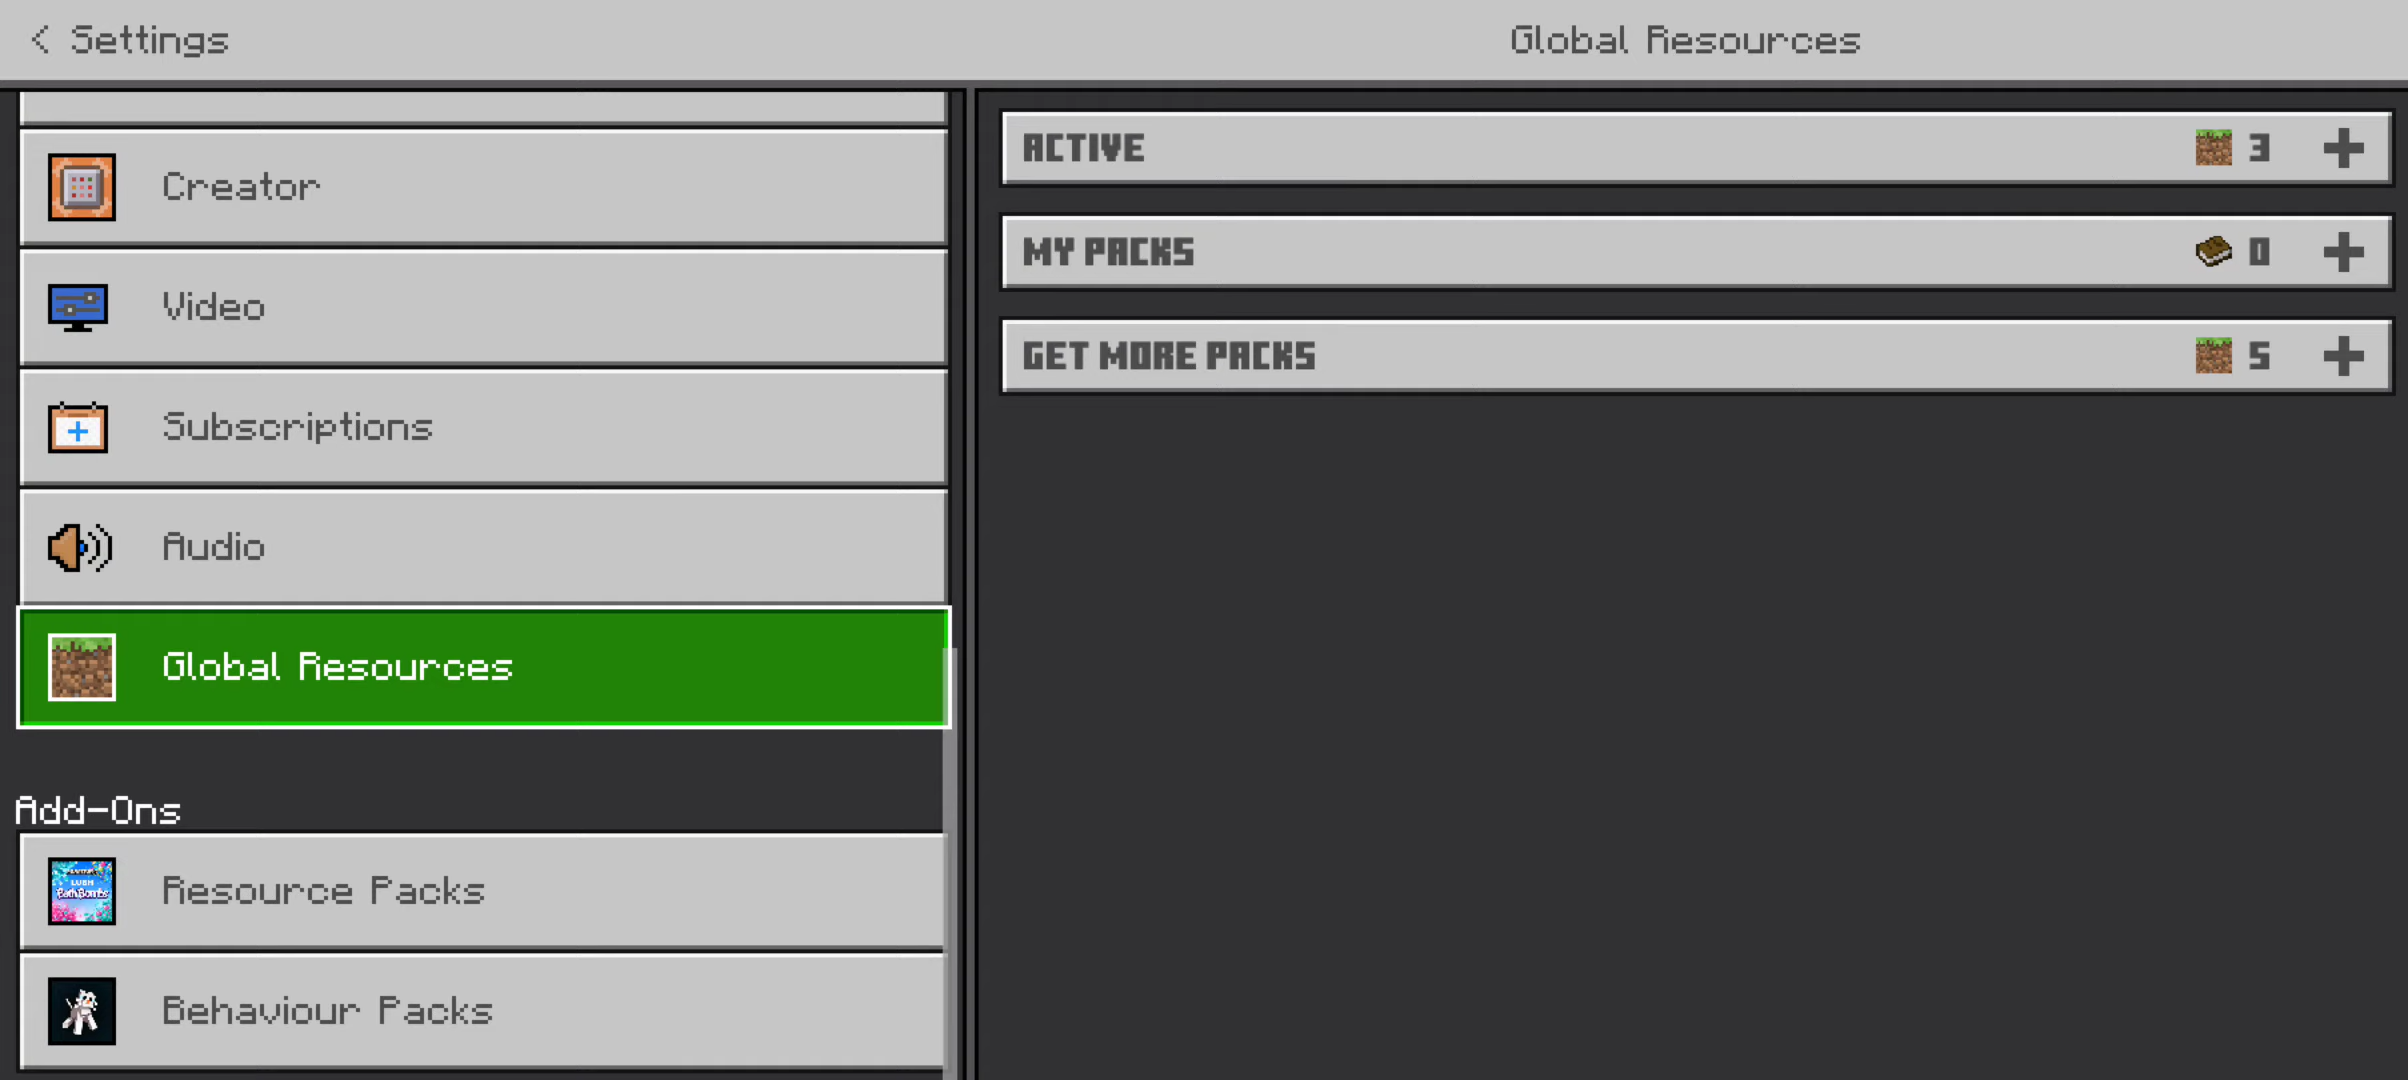 Settings
Global Resources
Creator
Video
Subscriptions
Audio
Global Resources
Add-Ons
Resource Packs
Behaviour Packs
ACTIVE 3
MY PACKS 0
GET MORE PACKS 5